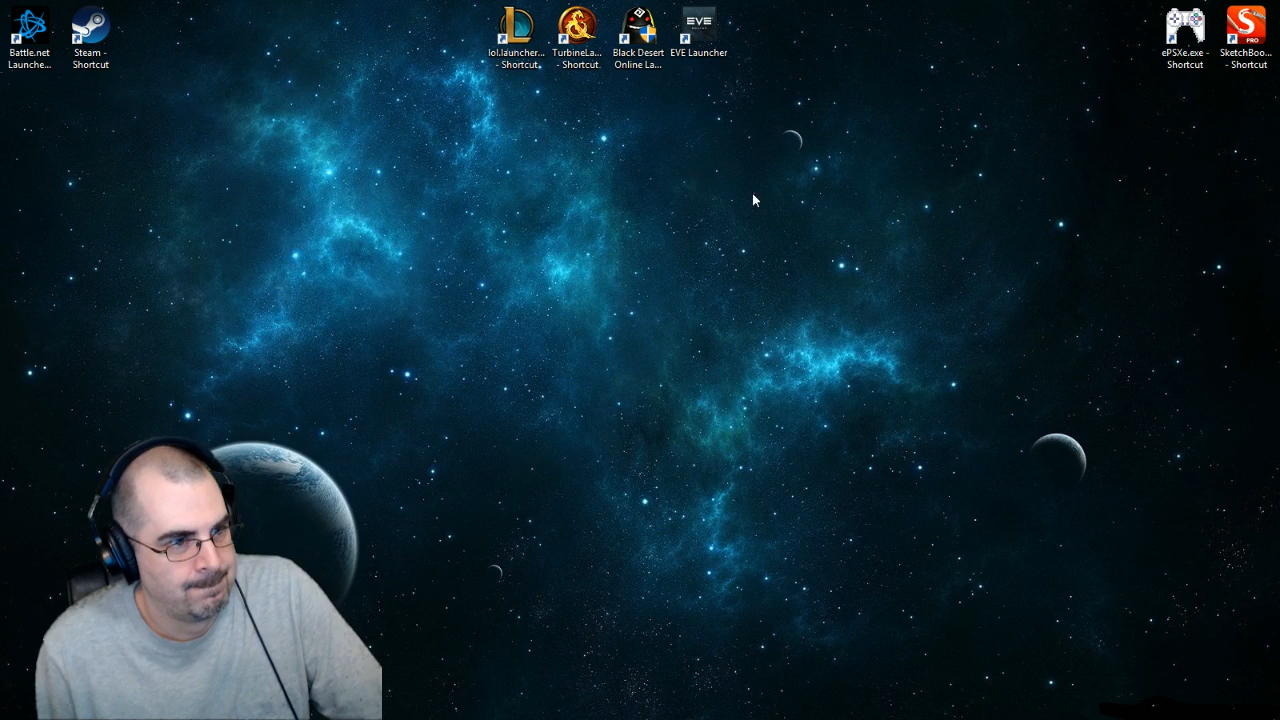 Battle.net
Launche...
Steam -
Shortcut
lol.launcher...
- Shortcut
TurbineLa...
- Shortcut
Black Desert
Online La...
EVE
EVE Launcher
ePSXe.exe -
Shortcut
PRO
SketchBoo...
- Shortcut